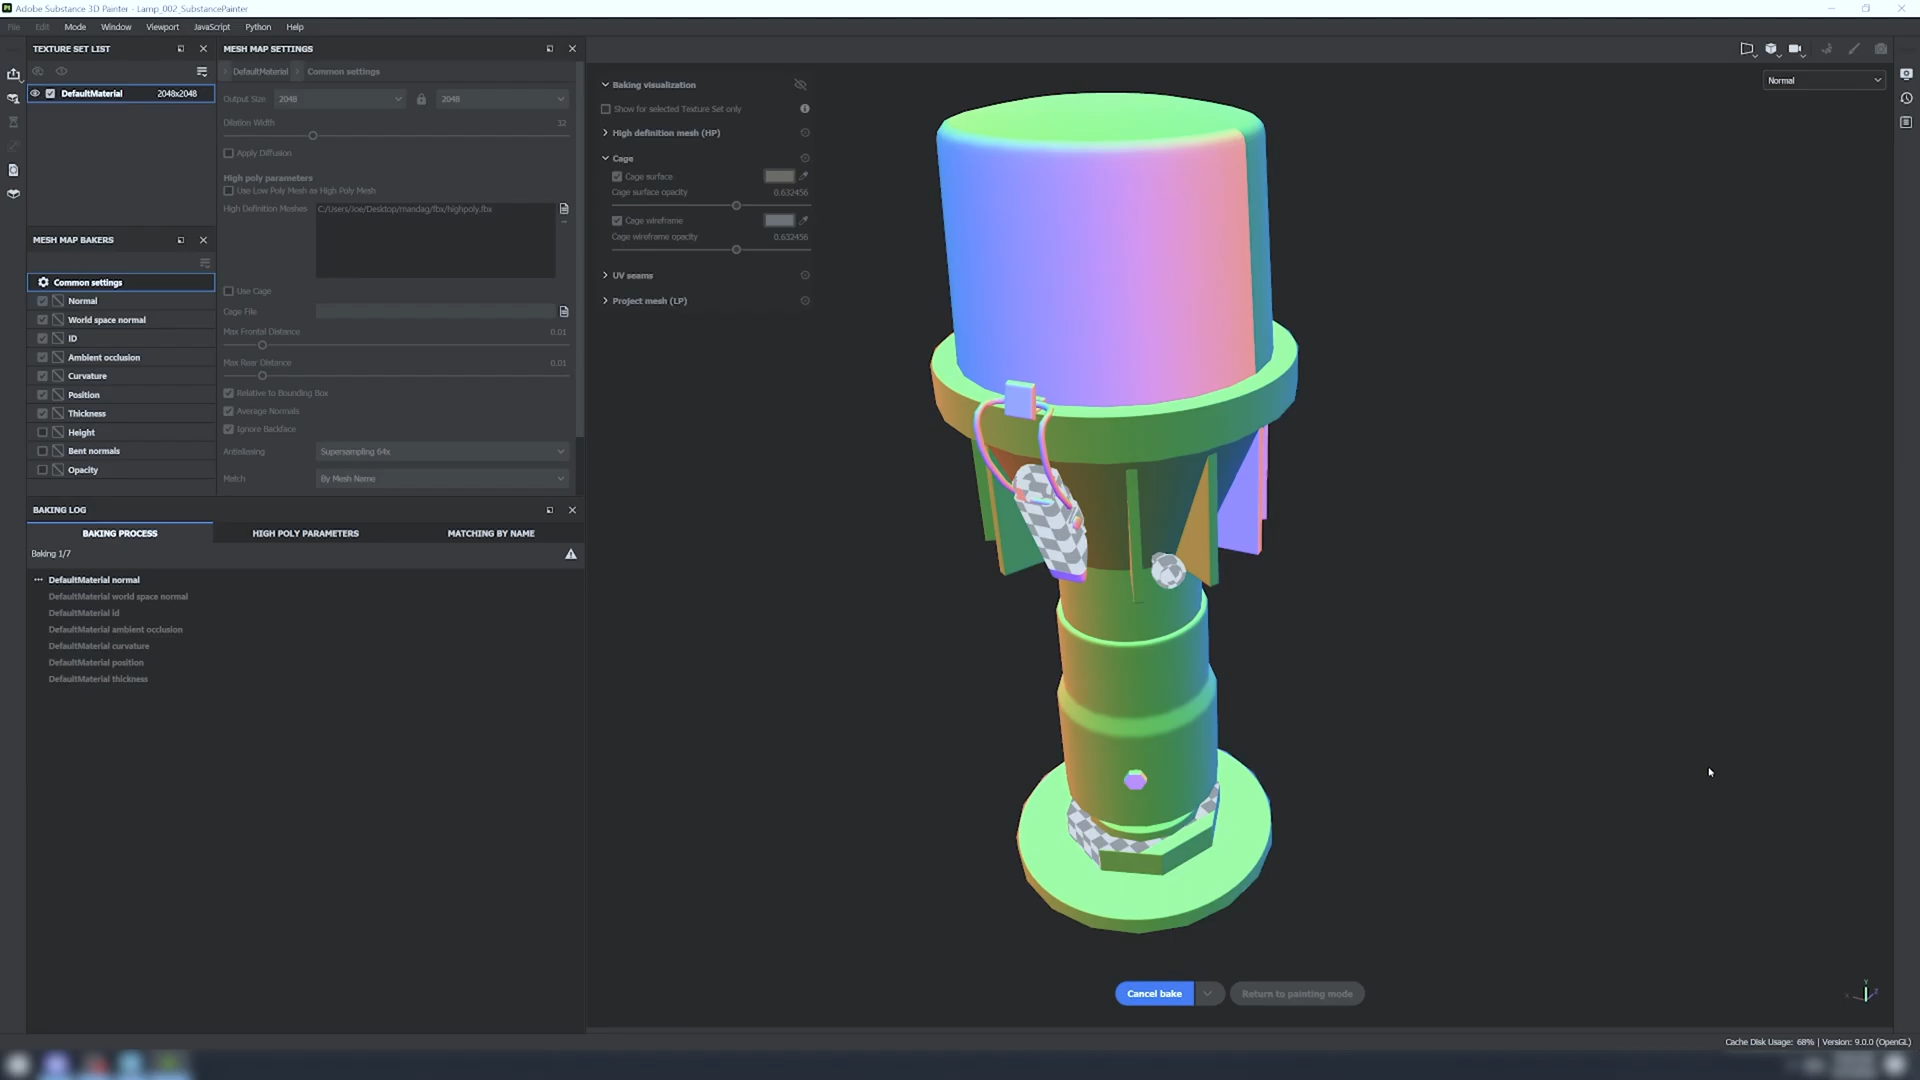 Adobe Substance 3D Painter - Lamp_002_SubstancePainter
File Edit Mode Window Viewport JavaScript Python Help
TEXTURE SET LIST
DefaultMaterial 2048x2048
MESH MAP BAKERS
Common settings
Normal
World space normal
ID
Ambient occlusion
Curvature
Position
Thickness
Height
Bent normals
Opacity
MESH MAP SETTINGS
DefaultMaterial > Common settings
Output Size 2048 2048
Dilation Width 32
Apply Diffusion
High poly parameters
Use Low Poly Mesh as High Poly Mesh
High Definition Meshes C:/Users/Joe/Desktop/mandag/fbx/highpoly.fbx
Use Cage
Cage File
Max Frontal Distance 0.01
Max Rear Distance 0.01
Relative to Bounding Box
Average Normals
Ignore Backface
Antialiasing Supersampling 64x
Match By Mesh Name
BAKING LOG
BAKING PROCESS HIGH POLY PARAMETERS MATCHING BY NAME
Baking 1/7
DefaultMaterial normal
DefaultMaterial world space normal
DefaultMaterial id
DefaultMaterial ambient occlusion
DefaultMaterial curvature
DefaultMaterial position
DefaultMaterial thickness
Baking visualization
Show for selected Texture Set only
High definition mesh (HP)
Cage
Cage surface
Cage surface opacity 0.632456
Cage wireframe
Cage wireframe opacity 0.632456
UV seams
Project mesh (LP)
Normal
Cancel bake
Return to painting mode
Cache Disk Usage: 68% | Version: 9.0.0 (OpenGL)